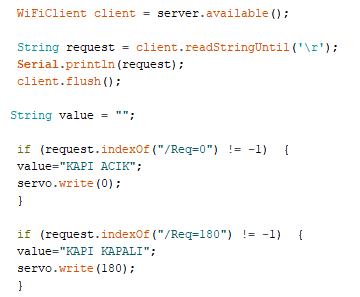 WiFiClient client = server.available();
String request = client.readStringUntil('\r');
Serial.println(request);
client.flush();
String value = "";
if (request.indexOf("/Req=0") != -1)  {
value="KAPI ACIK";
servo.write(0);
}
if (request.indexOf("/Req=180") != -1)  {
value="KAPI KAPALI";
servo.write(180);
}